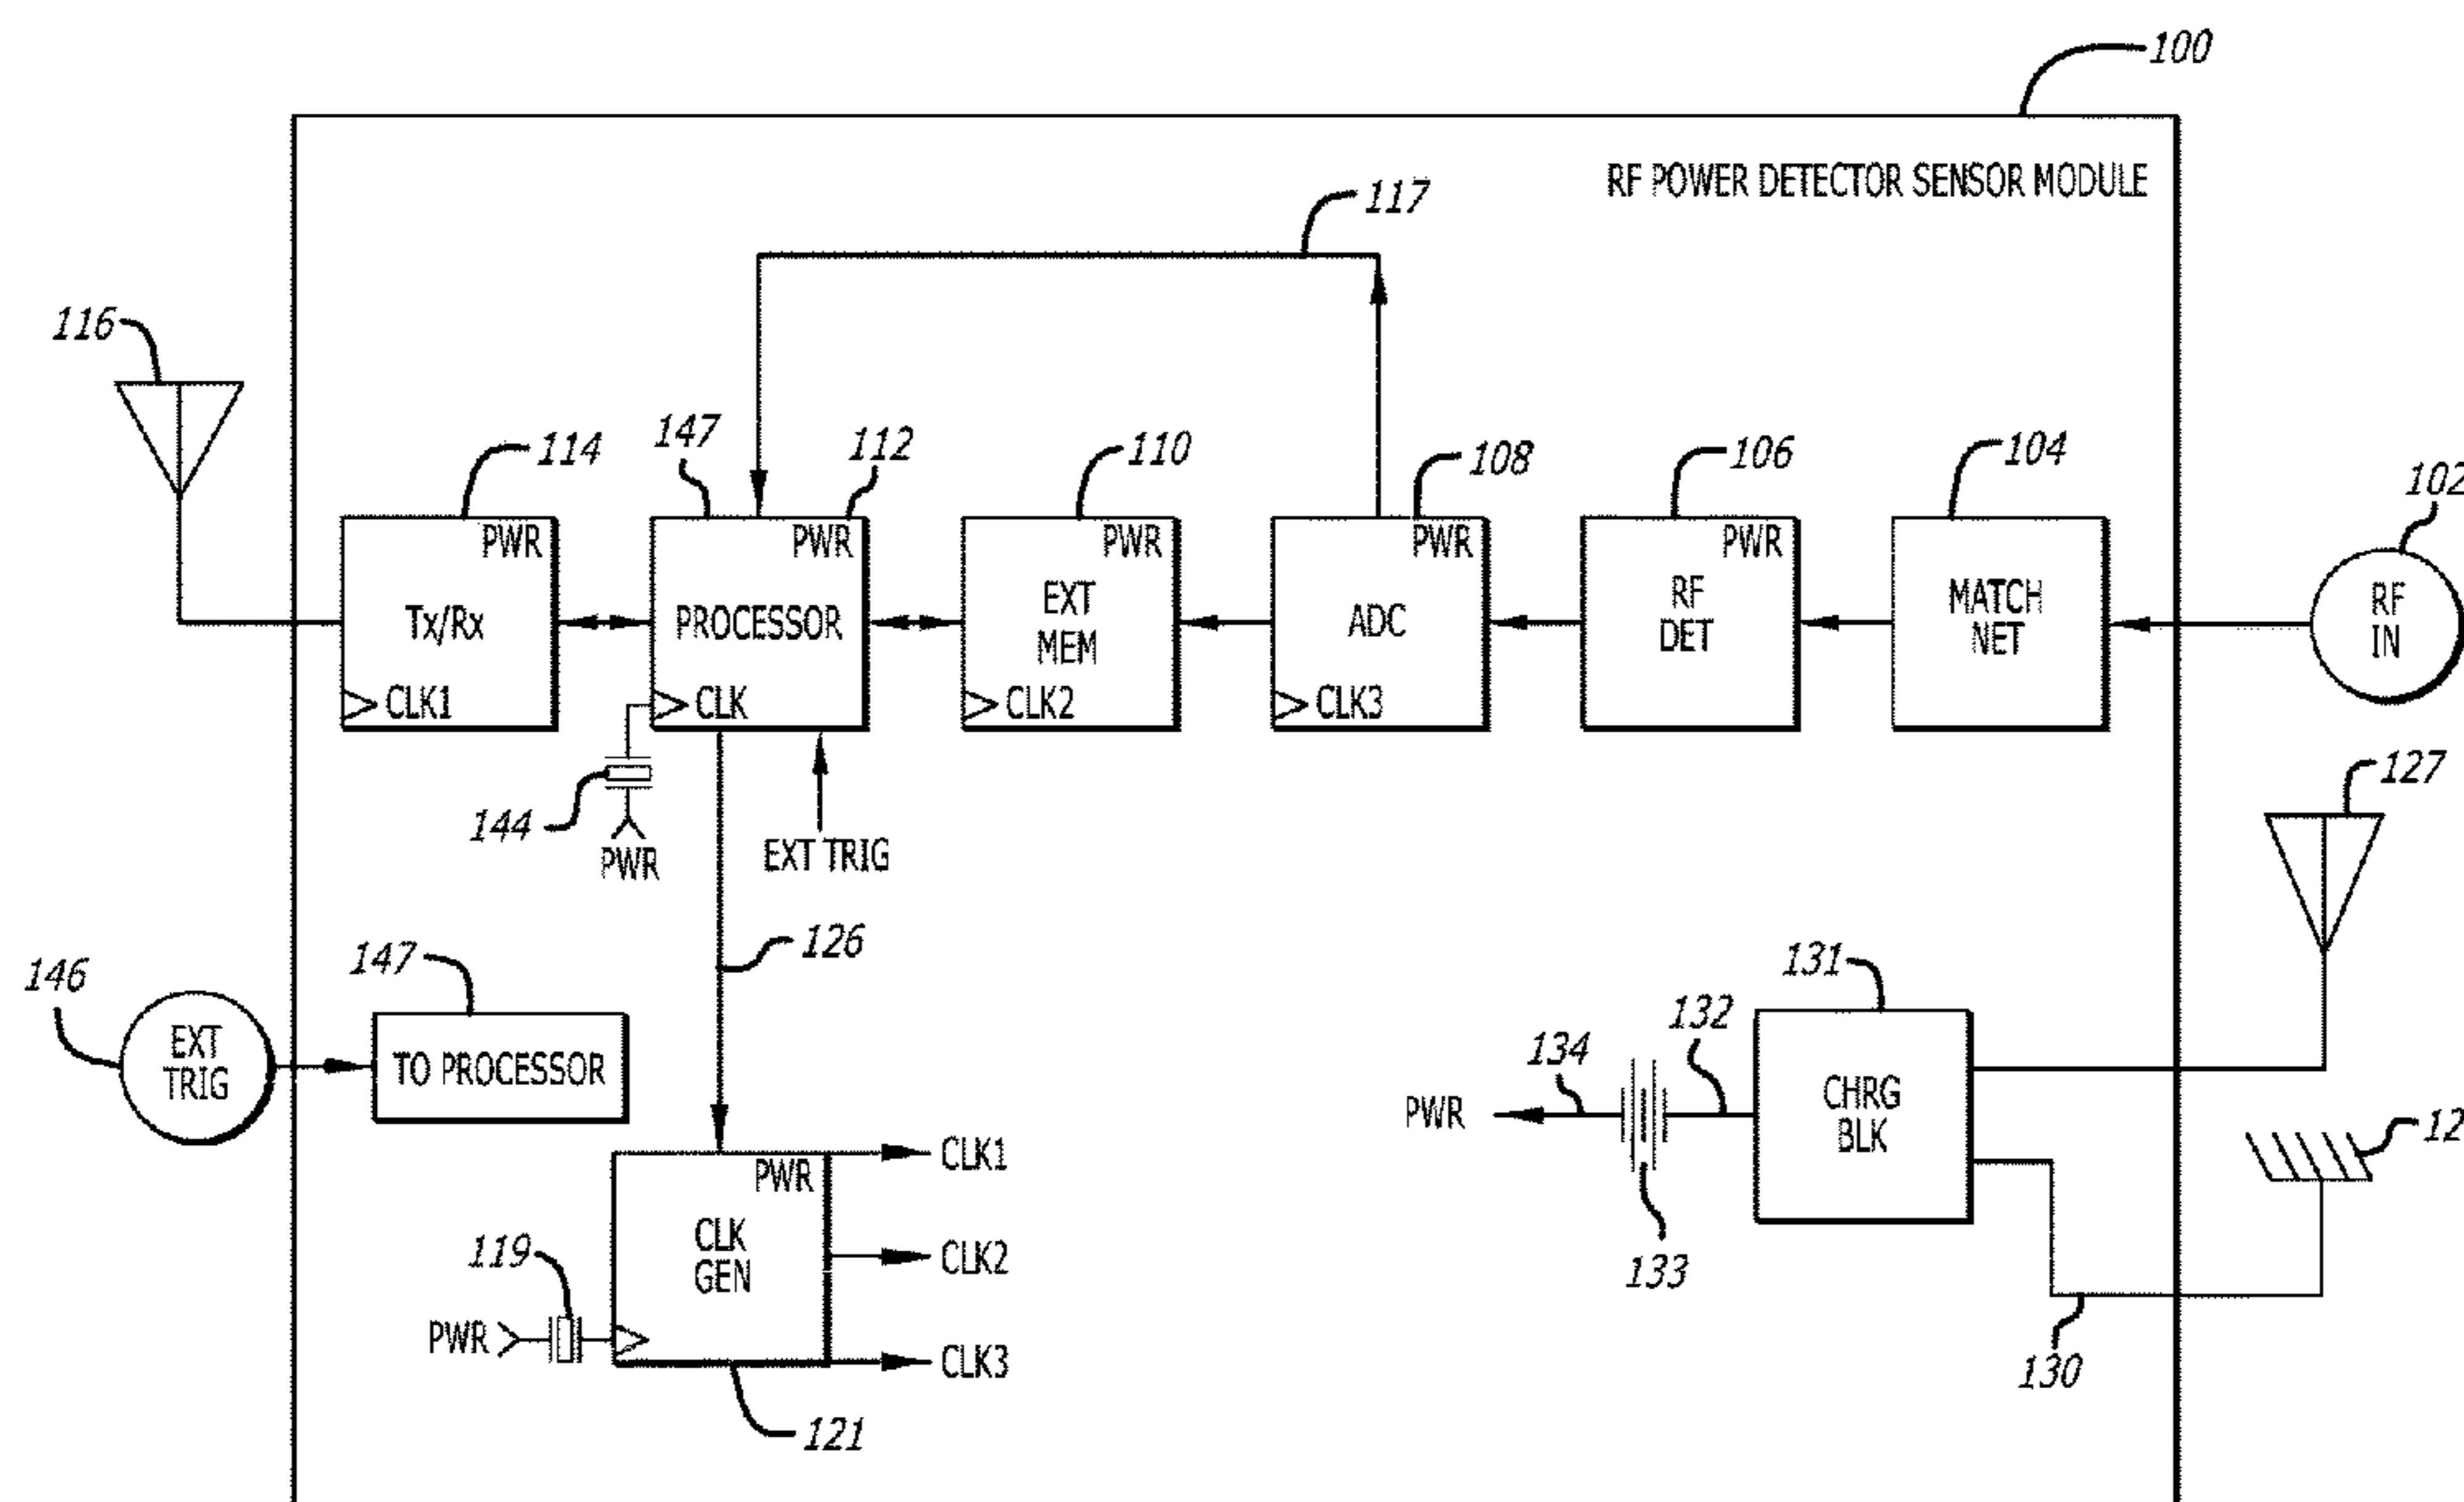 100
RF POWER DETECTOR SENSOR MODULE
117
116
114
147
112
110
108
106
104
102
PWR
PWR
PWR
PWR
PWR
Tx/Rx
PROCESSOR
EXT
MEM
ADC
RF
DET
MATCH
NET
RF
IN
CLK1
CLK
CLK2
CLK3
144
PWR
EXT TRIG
127
126
146
147
EXT
TRIG
TO PROCESSOR
131
132
134
PWR
CHRG
BLK
12
133
130
PWR
CLK
GEN
CLK1
CLK2
CLK3
119
PWR
121